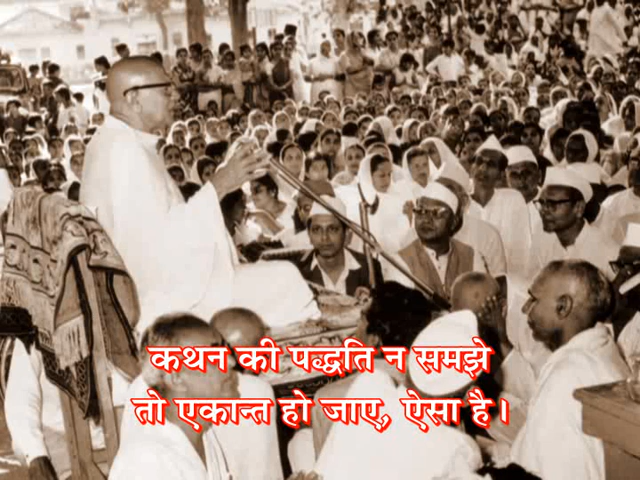 कथन की पद्धति न समझे
तो एकान्त हो जाए, ऐसा है।